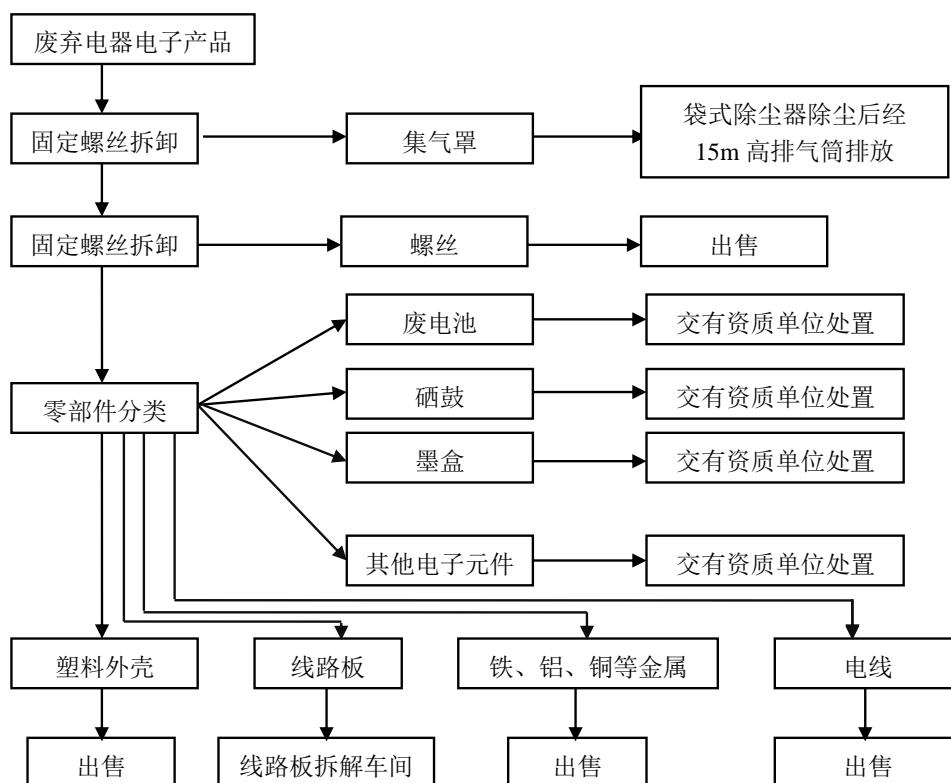 废弃电器电子产品
固定螺丝拆卸
集气罩
袋式除尘器除尘后经
15m 高排气筒排放
固定螺丝拆卸
螺丝
出售
废电池
交有资质单位处置
零部件分类
硒鼓
交有资质单位处置
墨盒
交有资质单位处置
其他电子元件
交有资质单位处置
塑料外壳
线路板
铁、铝、铜等金属
电线
出售
线路板拆解车间
出售
出售